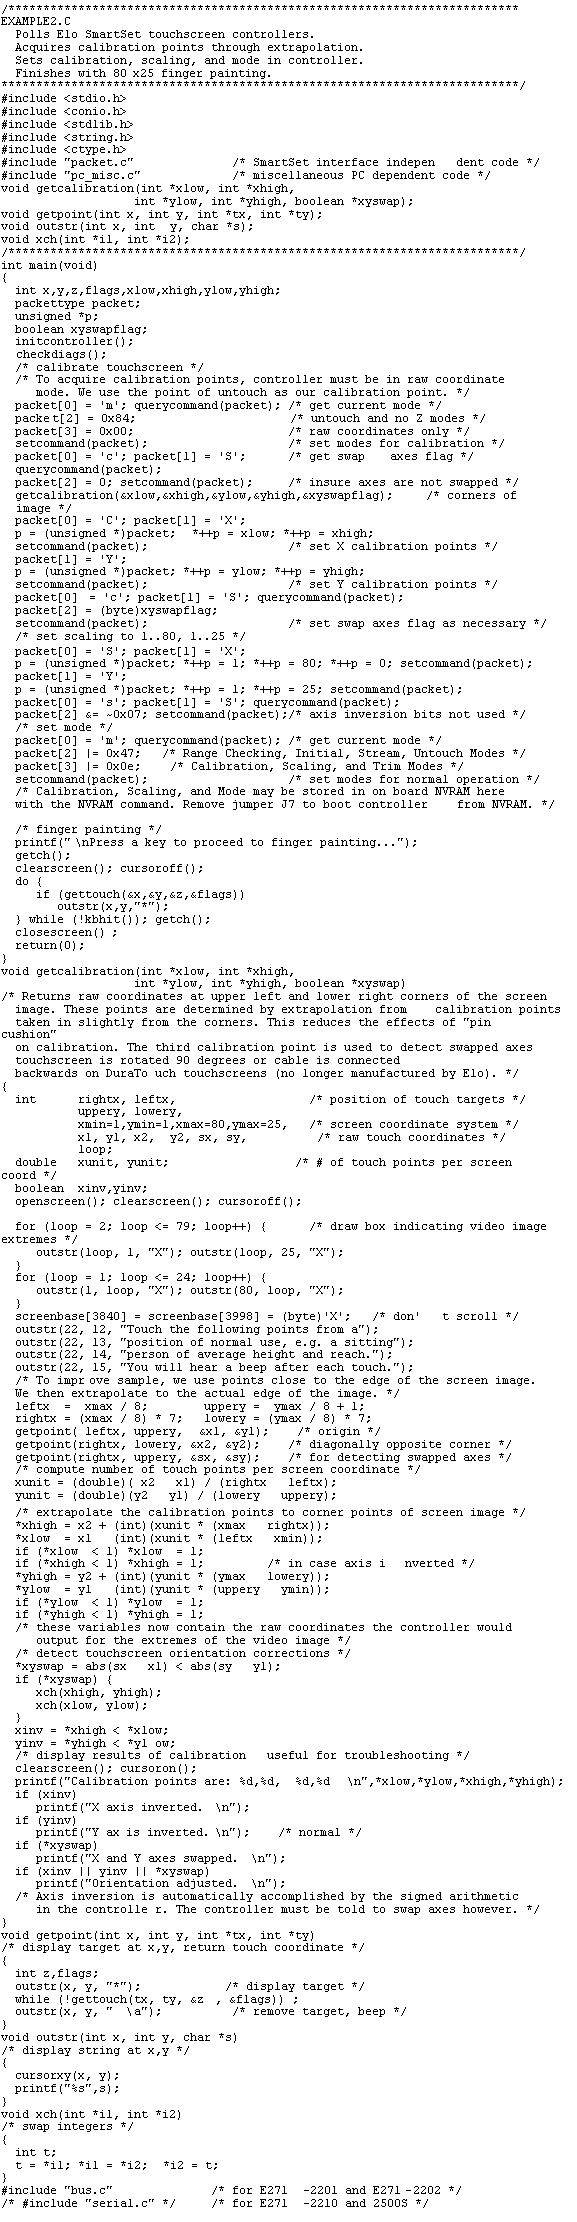 /*************************************************************************
EXAMPLE2.C
  Polls Elo SmartSet touchscreen controllers.
  Acquires calibration points through extrapolation.
  Sets calibration, scaling, and mode in controller.
  Finishes with 80 x25 finger painting.
**************************************************************************/
#include <stdio.h>
#include <conio.h>
#include <stdlib.h>
#include <string.h>
#include <ctype.h>
#include "packet.c"              /* SmartSet interface indepen   dent code */
#include "pc_misc.c"             /* miscellaneous PC dependent code */
void getcalibration(int *xlow, int *xhigh,
                   int *ylow, int *yhigh, boolean *xyswap);
void getpoint(int x, int y, int *tx, int *ty);
void outstr(int x, int  y, char *s);
void xch(int *i1, int *i2);
/*************************************************************************/
int main(void)
{
  int x,y,z,flags,xlow,xhigh,ylow,yhigh;
  packettype packet;
  unsigned *p;
  boolean xyswapflag;
  initcontroller();
  checkdiags();
  /* calibrate touchscreen */
  /* To acquire calibration points, controller must be in raw coordinate
     mode. We use the point of untouch as our calibration point. */
  packet[0] = 'm'; querycommand(packet); /* get current mode */
  packet[2] = 0x84;                      /* untouch and no Z modes */
  packet[3] = 0x00;                      /* raw coordinates only */
  setcommand(packet);                    /* set modes for calibration */
  packet[0] = 'c'; packet[1] = 'S';      /* get swap    axes flag */
  querycommand(packet);
  packet[2] = 0; setcommand(packet);     /* insure axes are not swapped */
  getcalibration(&xlow,&xhigh,&ylow,&yhigh,&xyswapflag);     /* corners of
  image */
  packet[0] = 'C'; packet[1] = 'X';
  p = (unsigned *)packet;  *++p = xlow; *++p = xhigh;
  setcommand(packet);                    /* set X calibration points */
  packet[1] = 'Y';
  p = (unsigned *)packet; *++p = ylow; *++p = yhigh;
  setcommand(packet);                    /* set Y calibration points */
  packet[0]  = 'c'; packet[1] = 'S'; querycommand(packet);
  packet[2] = (byte)xyswapflag;
  setcommand(packet);                    /* set swap axes flag as necessary */
  /* set scaling to 1..80, 1..25 */
  packet[0] = 'S'; packet[1] = 'X';
  p = (unsigned *)packet; *++p = 1; *++p = 80; *++p = 0; setcommand(packet);
  packet[1] = 'Y';
  p = (unsigned *)packet; *++p = 1; *++p = 25; setcommand(packet);
  packet[0] = 's'; packet[1] = 'S'; querycommand(packet);
  packet[2] &= ~0x07; setcommand(packet);/* axis inversion bits not used */
  /* set mode */
  packet[0] = 'm'; querycommand(packet); /* get current mode */
  packet[2] |= 0x47;   /* Range Checking, Initial, Stream, Untouch Modes */
  packet[3] |= 0x0e;    /* Calibration, Scaling, and Trim Modes */
  setcommand(packet);                    /* set modes for normal operation */
  /* Calibration, Scaling, and Mode may be stored in on board NVRAM here
  with the NVRAM command. Remove jumper J7 to boot controller    from NVRAM. */

  /* finger painting */
  printf(" \nPress a key to proceed to finger painting...");
  getch();
  clearscreen(); cursoroff();
  do {
     if (gettouch(&x,&y,&z,&flags))
        outstr(x,y,"*");
  } while (!kbhit()); getch();
  closescreen() ;
  return(0);
}
void getcalibration(int *xlow, int *xhigh,
                   int *ylow, int *yhigh, boolean *xyswap)
/* Returns raw coordinates at upper left and lower right corners of the screen
  image. These points are determined by extrapolation from    calibration points
  taken in slightly from the corners. This reduces the effects of "pin
cushion"
  on calibration. The third calibration point is used to detect swapped axes
  touchscreen is rotated 90 degrees or cable is connected
  backwards on DuraTo uch touchscreens (no longer manufactured by Elo). */
{
  int      rightx, leftx,                   /* position of touch targets */
           uppery, lowery,
           xmin=1,ymin=1,xmax=80,ymax=25,   /* screen coordinate system */
           x1, y1, x2,  y2, sx, sy,          /* raw touch coordinates */
           loop;
  double   xunit, yunit;                  /* # of touch points per screen
coord */
  boolean  xinv,yinv;
  openscreen(); clearscreen(); cursoroff();

  for (loop = 2; loop <= 79; loop++) {      /* draw box indicating video image
extremes */
     outstr(loop, 1, "X"); outstr(loop, 25, "X");
  }
  for (loop = 1; loop <= 24; loop++) {
     outstr(1, loop, "X"); outstr(80, loop, "X");
  }
  screenbase[3840] = screenbase[3998] = (byte)'X';   /* don'   t scroll */
  outstr(22, 12, "Touch the following points from a");
  outstr(22, 13, "position of normal use, e.g. a sitting");
  outstr(22, 14, "person of average height and reach.");
  outstr(22, 15, "You will hear a beep after each touch.");
  /* To impr ove sample, we use points close to the edge of the screen image.
  We then extrapolate to the actual edge of the image. */
  leftx  =  xmax / 8;        uppery =  ymax / 8 + 1;
  rightx = (xmax / 8) * 7;   lowery = (ymax / 8) * 7;
  getpoint( leftx, uppery,  &x1, &y1);    /* origin */
  getpoint(rightx, lowery, &x2, &y2);    /* diagonally opposite corner */
  getpoint(rightx, uppery, &sx, &sy);    /* for detecting swapped axes */
  /* compute number of touch points per screen coordinate */
  xunit = (double)( x2   x1) / (rightx   leftx);
  yunit = (double)(y2   y1) / (lowery   uppery);
  /* extrapolate the calibration points to corner points of screen image */
  *xhigh = x2 + (int)(xunit * (xmax   rightx));
  *xlow  = x1   (int)(xunit * (leftx   xmin));
  if (*xlow  < 1) *xlow  = 1;
  if (*xhigh < 1) *xhigh = 1;         /* in case axis i   nverted */
  *yhigh = y2 + (int)(yunit * (ymax   lowery));
  *ylow  = y1   (int)(yunit * (uppery   ymin));
  if (*ylow  < 1) *ylow  = 1;
  if (*yhigh < 1) *yhigh = 1;
  /* these variables now contain the raw coordinates the controller would
     output for the extremes of the video image */
  /* detect touchscreen orientation corrections */
  *xyswap = abs(sx   x1) < abs(sy   y1);
  if (*xyswap) {
     xch(xhigh, yhigh);
     xch(xlow, ylow);
  }
  xinv = *xhigh < *xlow;
  yinv = *yhigh < *yl ow;
  /* display results of calibration   useful for troubleshooting */
  clearscreen(); cursoron();
  printf("Calibration points are: %d,%d,  %d,%d  \n",*xlow,*ylow,*xhigh,*yhigh);
  if (xinv)
     printf("X axis inverted.  \n");
  if (yinv)
     printf("Y ax is inverted. \n");    /* normal */
  if (*xyswap)
     printf("X and Y axes swapped.  \n");
  if (xinv || yinv || *xyswap)
     printf("Orientation adjusted.  \n");
  /* Axis inversion is automatically accomplished by the signed arithmetic
     in the controlle r. The controller must be told to swap axes however. */
}
void getpoint(int x, int y, int *tx, int *ty)
/* display target at x,y, return touch coordinate */
{
  int z,flags;
  outstr(x, y, "*");            /* display target */
  while (!gettouch(tx, ty, &z  , &flags)) ;
  outstr(x, y, "  \a");          /* remove target, beep */
}
void outstr(int x, int y, char *s)
/* display string at x,y */
{
  cursorxy(x, y);
  printf("%s",s);
}
void xch(int *i1, int *i2)
/* swap integers */
{
  int t;
  t = *i1; *i1 = *i2;  *i2 = t;
}
#include "bus.c"              /* for E271  -2201 and E271 -2202 */
/* #include "serial.c" */     /* for E271  -2210 and 2500S */